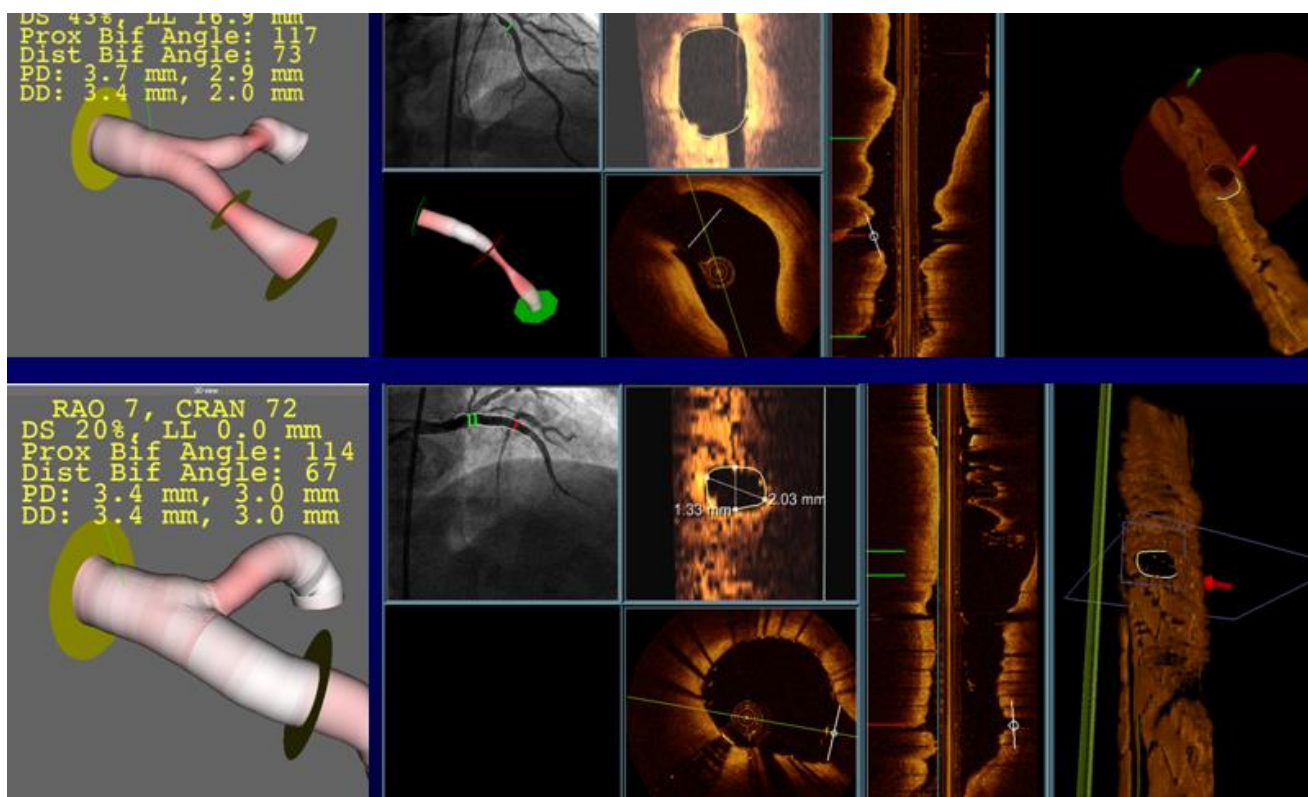 DS 43%, LL 16.9 mm
Prox Bif Angle: 117
Dist Bif Angle: 73
PD: 3.7 mm, 2.9 mm
DD: 3.4 mm, 2.0 mm
3D view
RAO 7, CRAN 72
DS 20%, LL 0.0 mm
Prox Bif Angle: 114
Dist Bif Angle: 67
PD: 3.4 mm, 3.0 mm
DD: 3.4 mm, 3.0 mm
2.03 mm
1.33 mm